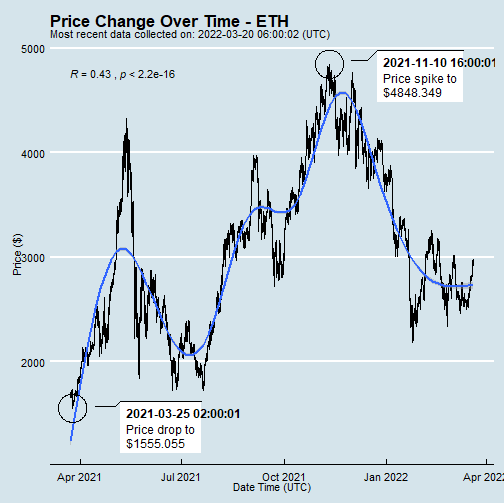 Price Change Over Time - ETH
Most recent data collected on: 2022-03-20 06:00:02 (UTC)
5000
R = 0.43 , p < 2.2e-16
2021-11-10 16:00:01
Price spike to
$4848.349
4000
3000
Price ($)
2000
2021-03-25 02:00:01
Price drop to
$1555.055
Apr 2021
Jul 2021
Oct 2021
Jan 2022
Apr 202
Date Time (UTC)